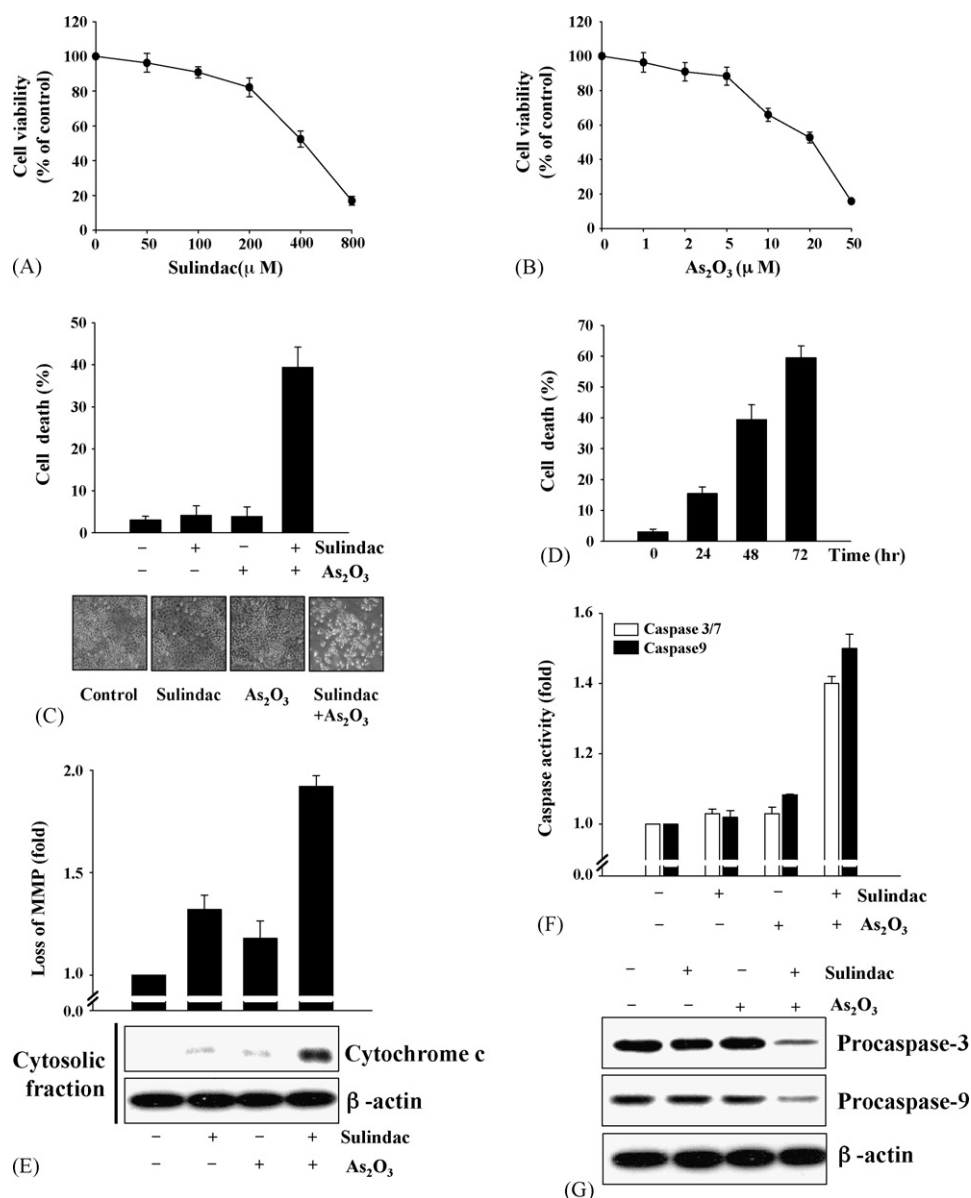 120
100
80
60
40
20
0
Cell viability
(% of control)
0 50 100 200 400 800
Sulindac(μ M)
(A)
120
100
80
60
40
20
0
Cell viability
(% of control)
0 1 2 5 10 20 50
As₂O₃ (μ M)
(B)
50
40
30
20
10
0
Cell death (%)
– + – + Sulindac
– – + + As₂O₃
Control Sulindac As₂O₃ Sulindac
+As₂O₃
(C)
70
60
50
40
30
20
10
0
Cell death (%)
0 24 48 72 Time (hr)
(D)
2.0
1.5
1.0
0.0
Loss of MMP (fold)
Cytosolic
fraction
Cytochrome c
β -actin
– + – + Sulindac
– – + + As₂O₃
(E)
1.6
1.4
1.2
1.0
0.0
Caspase activity (fold)
Caspase 3/7
Caspase9
– + – + Sulindac
– – + + As₂O₃
(F)
– + – + Sulindac
– – + + As₂O₃
Procaspase-3
Procaspase-9
β -actin
(G)